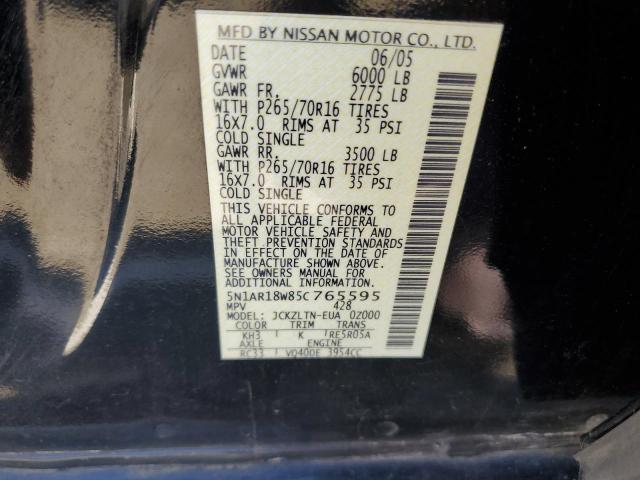 MFD BY NISSAN MOTOR CO., LTD.
DATE 06/05
GVWR 6000 LB
GAWR FR. 2775 LB
WITH P265/70R16 TIRES
16X7.0 RIMS AT 35 PSI
COLD SINGLE
GAWR RR. 3500 LB
WITH P265/70R16 TIRES
16X7.0 RIMS AT 35 PSI
COLD SINGLE
THIS VEHICLE CONFORMS TO
ALL APPLICABLE FEDERAL
MOTOR VEHICLE SAFETY AND
THEFT PREVENTION STANDARDS
IN EFFECT ON THE DATE OF
MANUFACTURE SHOWN ABOVE.
SEE OWNERS MANUAL FOR
ADDITIONAL INFORMATION.
5N1AR18W85C765595
MPV 428
MODEL: JCKZLTN-EUA 0Z000
COLOR TRIM TRANS
KH3 K RE5R05A
AXLE ENGINE
RC33 VQ40DE 3954CC